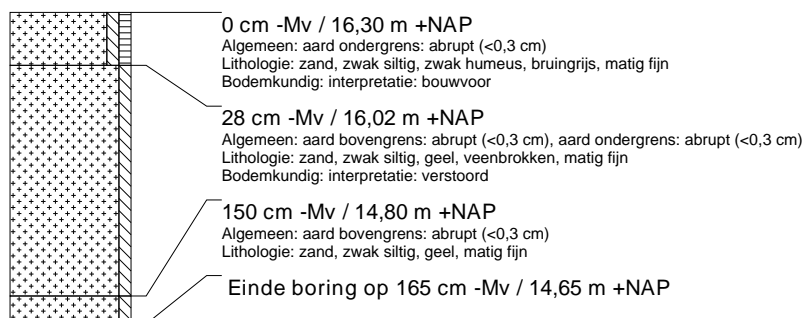 0 cm -Mv / 16,30 m +NAP
Algemeen: aard ondergrens: abrupt (<0,3 cm)
Lithologie: zand, zwak siltig, zwak humeus, bruingrijs, matig fijn
Bodemkundig: interpretatie: bouwvoor
28 cm -Mv / 16,02 m +NAP
Algemeen: aard bovengrens: abrupt (<0,3 cm), aard ondergrens: abrupt (<0,3 cm)
Lithologie: zand, zwak siltig, geel, veenbrokken, matig fijn
Bodemkundig: interpretatie: verstoord
150 cm -Mv / 14,80 m +NAP
Algemeen: aard bovengrens: abrupt (<0,3 cm)
Lithologie: zand, zwak siltig, geel, matig fijn
Einde boring op 165 cm -Mv / 14,65 m +NAP